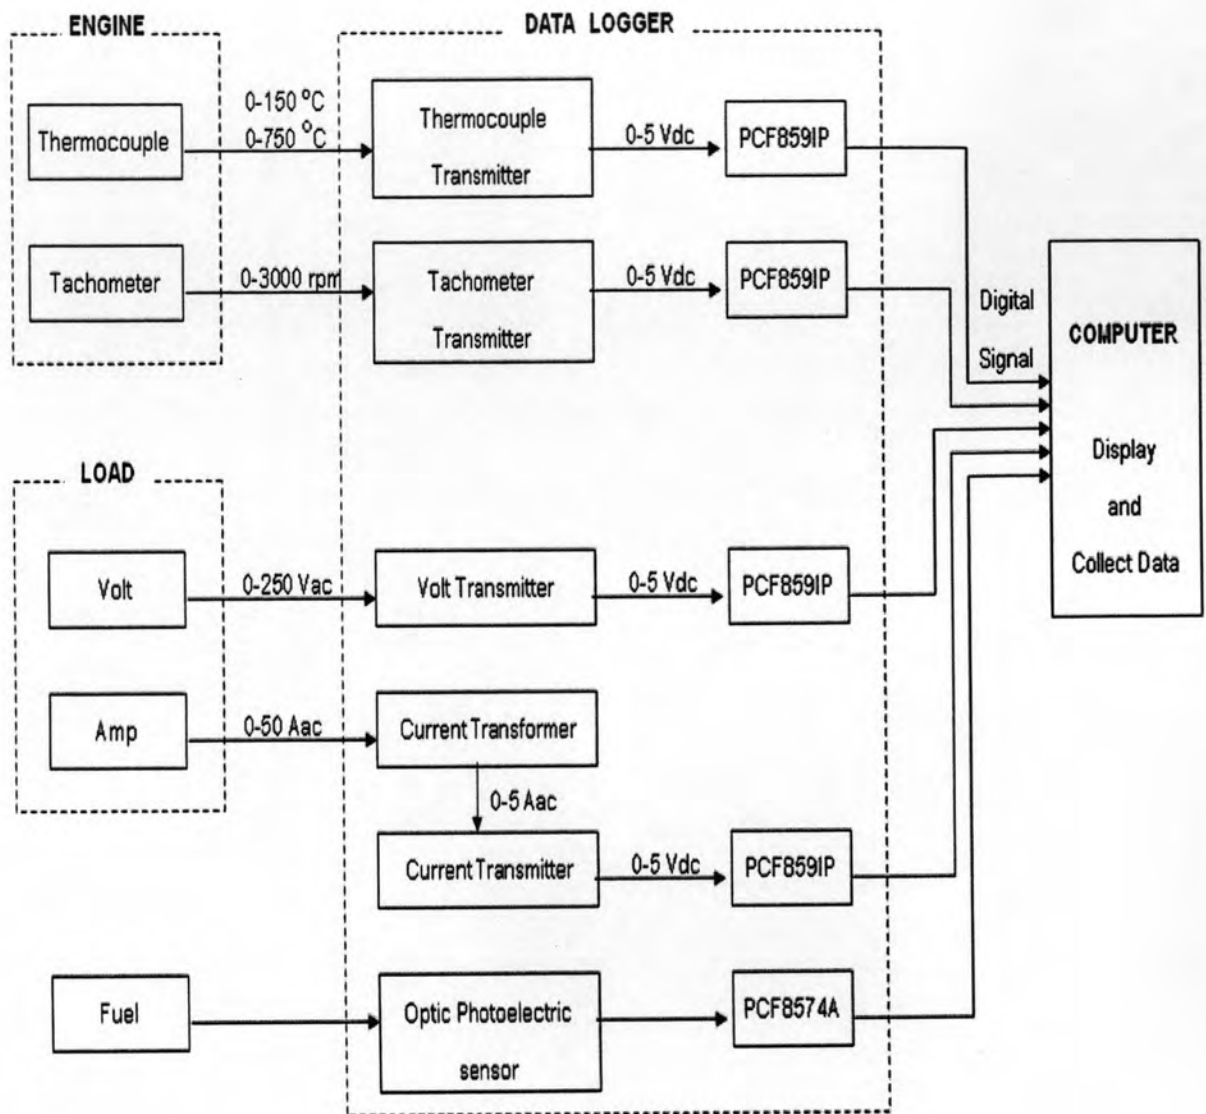 ENGINE
DATA LOGGER
Thermocouple
0-150 °C
0-750 °C
Thermocouple
Transmitter
0-5 Vdc
PCF859IP
Tachometer
0-3000 rpm
Tachometer
Transmitter
0-5 Vdc
PCF859IP
Digital
Signal
COMPUTER
Display
and
Collect Data
LOAD
Volt
0-250 Vac
Volt Transmitter
0-5 Vdc
PCF859IP
Amp
0-50 Aac
Current Transformer
0-5 Aac
Current Transmitter
0-5 Vdc
PCF859IP
Fuel
Optic Photoelectric
sensor
PCF8574A